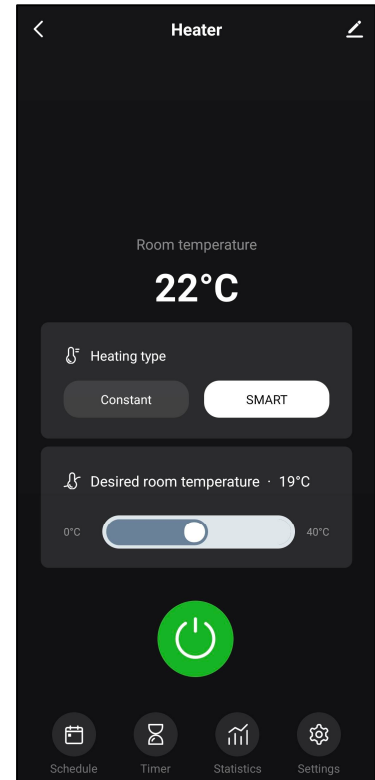 Heater
Room temperature
22°C
Heating type
Constant SMART
Desired room temperature · 19°C
0°C 40°C
Schedule Timer Statistics Settings